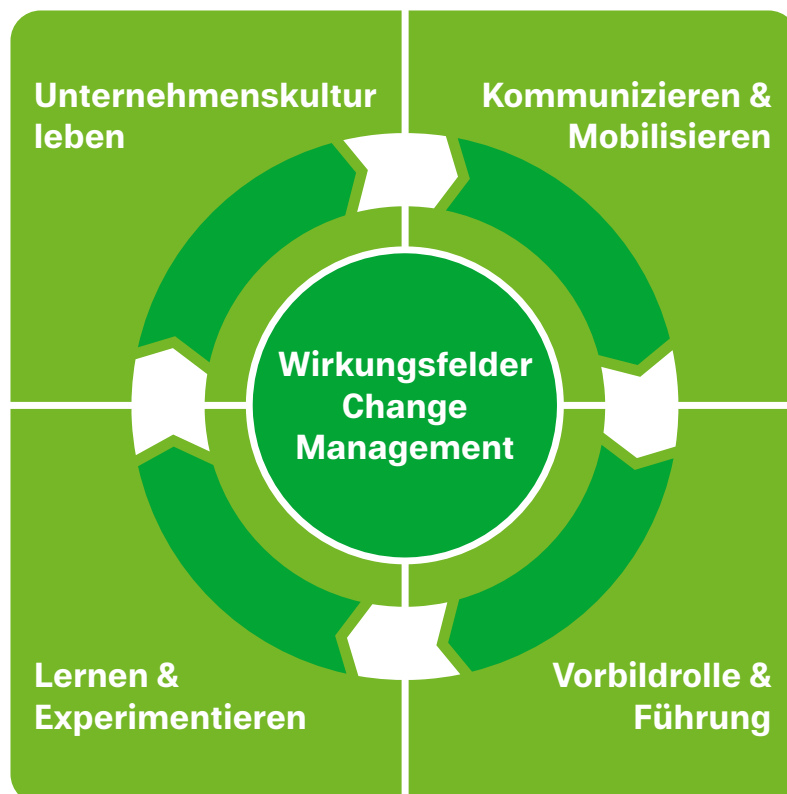 Unternehmenskultur
leben
Kommunizieren &
Mobilisieren
Wirkungsfelder
Change
Management
Lernen &
Experimentieren
Vorbildrolle &
Führung